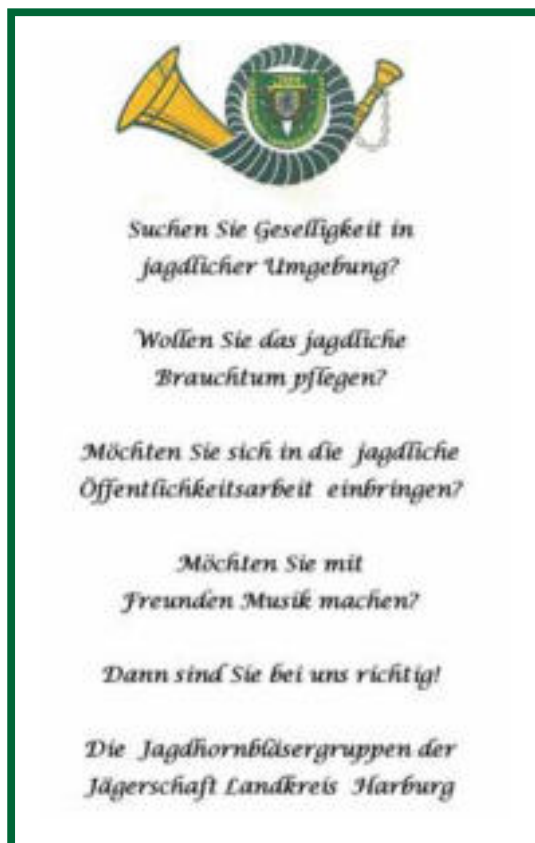 Suchen Sie Geselligkeit in
jagdlicher Umgebung?
Wollen Sie das jagdliche
Brauchtum pflegen?
Möchten Sie sich in die jagdliche
Öffentlichkeitsarbeit einbringen?
Möchten Sie mit
Freunden Musik machen?
Dann sind Sie bei uns richtig!
Die Jagdhornbläsergruppen der
Jägerschaft Landkreis Harburg